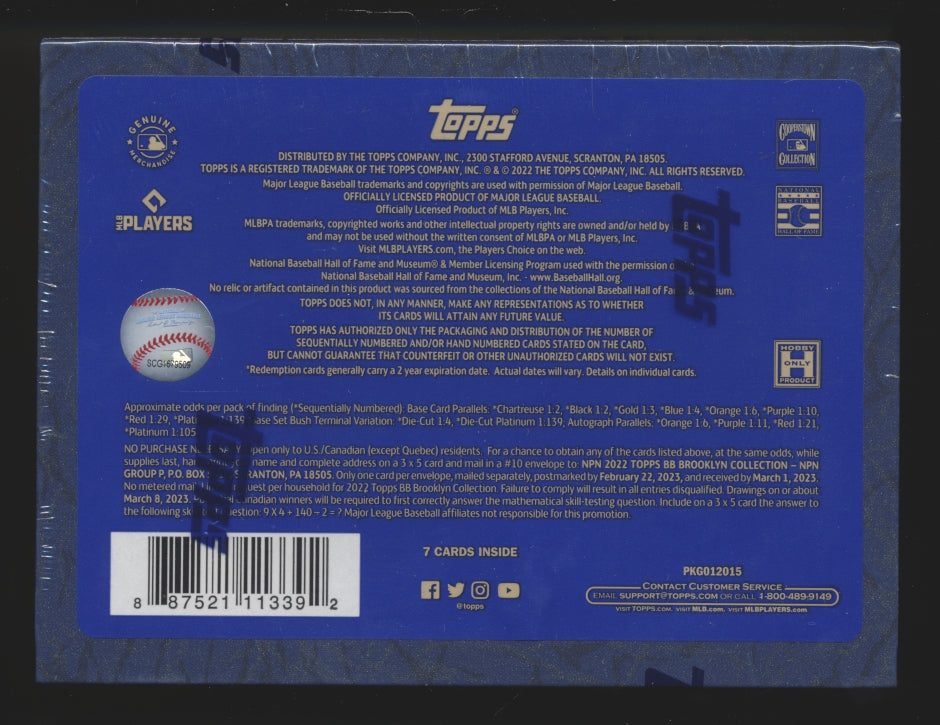 topps®
GENUINE
MERCHANDISE
COOPERSTOWN
COLLECTION
DISTRIBUTED BY THE TOPPS COMPANY, INC., 2300 STAFFORD AVENUE, SCRANTON, PA 18505.
TOPPS IS A REGISTERED TRADEMARK OF THE TOPPS COMPANY, INC. ® & © 2022 THE TOPPS COMPANY, INC. ALL RIGHTS RESERVED.
Major League Baseball trademarks and copyrights are used with permission of Major League Baseball.
OFFICIALLY LICENSED PRODUCT OF MAJOR LEAGUE BASEBALL.
Officially Licensed Product of MLB Players, Inc.
MLB PLAYERS
NATIONAL
BASEBALL
HALL OF FAME
MLBPA trademarks, copyrighted works and other intellectual property rights are owned and/or held by
and may not be used without the written consent of MLBPA or MLB Players, Inc.
Visit MLBPLAYERS.com, the Players Choice on the web.
National Baseball Hall of Fame and Museum® & Member Licensing Program used with the permission
National Baseball Hall of Fame and Museum, Inc. - www.BaseballHall.org.
No relic or artifact contained in this product was sourced from the collections of the National Baseball Hall of Fame & Museum.
topps
TOPPS DOES NOT, IN ANY MANNER, MAKE ANY REPRESENTATIONS AS TO WHETHER
ITS CARDS WILL ATTAIN ANY FUTURE VALUE.
TOPPS HAS AUTHORIZED ONLY THE PACKAGING AND DISTRIBUTION OF THE NUMBER OF
SEQUENTIALLY NUMBERED AND/OR HAND NUMBERED CARDS STATED ON THE CARD,
BUT CANNOT GUARANTEE THAT COUNTERFEIT OR OTHER UNAUTHORIZED CARDS WILL NOT EXIST.
*Redemption cards generally carry a 2 year expiration date. Actual dates will vary. Details on individual cards.
HOBBY
H
ONLY
PRODUCT
Approximate odds per pack of finding (*Sequentially Numbered): Base Card Parallels: *Chartreuse 1:2, *Black 1:2, *Gold 1:3, *Blue 1:4, *Orange 1:6, *Purple 1:10,
*Red 1:29, 1:139 Base Set Bush Terminal Variation: *Die-Cut 1:4, *Die-Cut Platinum 1:139, Autograph Parallels: *Orange 1:6, *Purple 1:11, *Red 1:21,
*Platinum 1:105
NO PURCHASE open only to U.S./Canadian (except Quebec) residents. For a chance to obtain any of the cards listed above, at the same odds, while
supplies last, name and complete address on a 3 x 5 card and mail in a #10 envelope to: NPN 2022 TOPPS BB BROOKLYN COLLECTION – NPN
GROUP P, P.O. BOX SCRANTON, PA 18505. Only one card per envelope, mailed separately, postmarked by February 22, 2023, and received by March 1, 2023.
No metered per household for 2022 Topps BB Brooklyn Collection. Failure to comply will result in all entries disqualified. Drawings on or about
March 8, 2023. Canadian winners will be required to first correctly answer the mathematical skill-testing question. Include on a 3 x 5 card the answer to
the following question: 9 X 4 + 140 ÷ 2 = ? Major League Baseball affiliates not responsible for this promotion.
topps
8 87521 11339 2
7 CARDS INSIDE
@topps
PKG012015
CONTACT CUSTOMER SERVICE
EMAIL SUPPORT@TOPPS.COM OR CALL 1-800-489-9149
VISIT TOPPS.COM. VISIT MLB.com. VISIT MLBPLAYERS.com